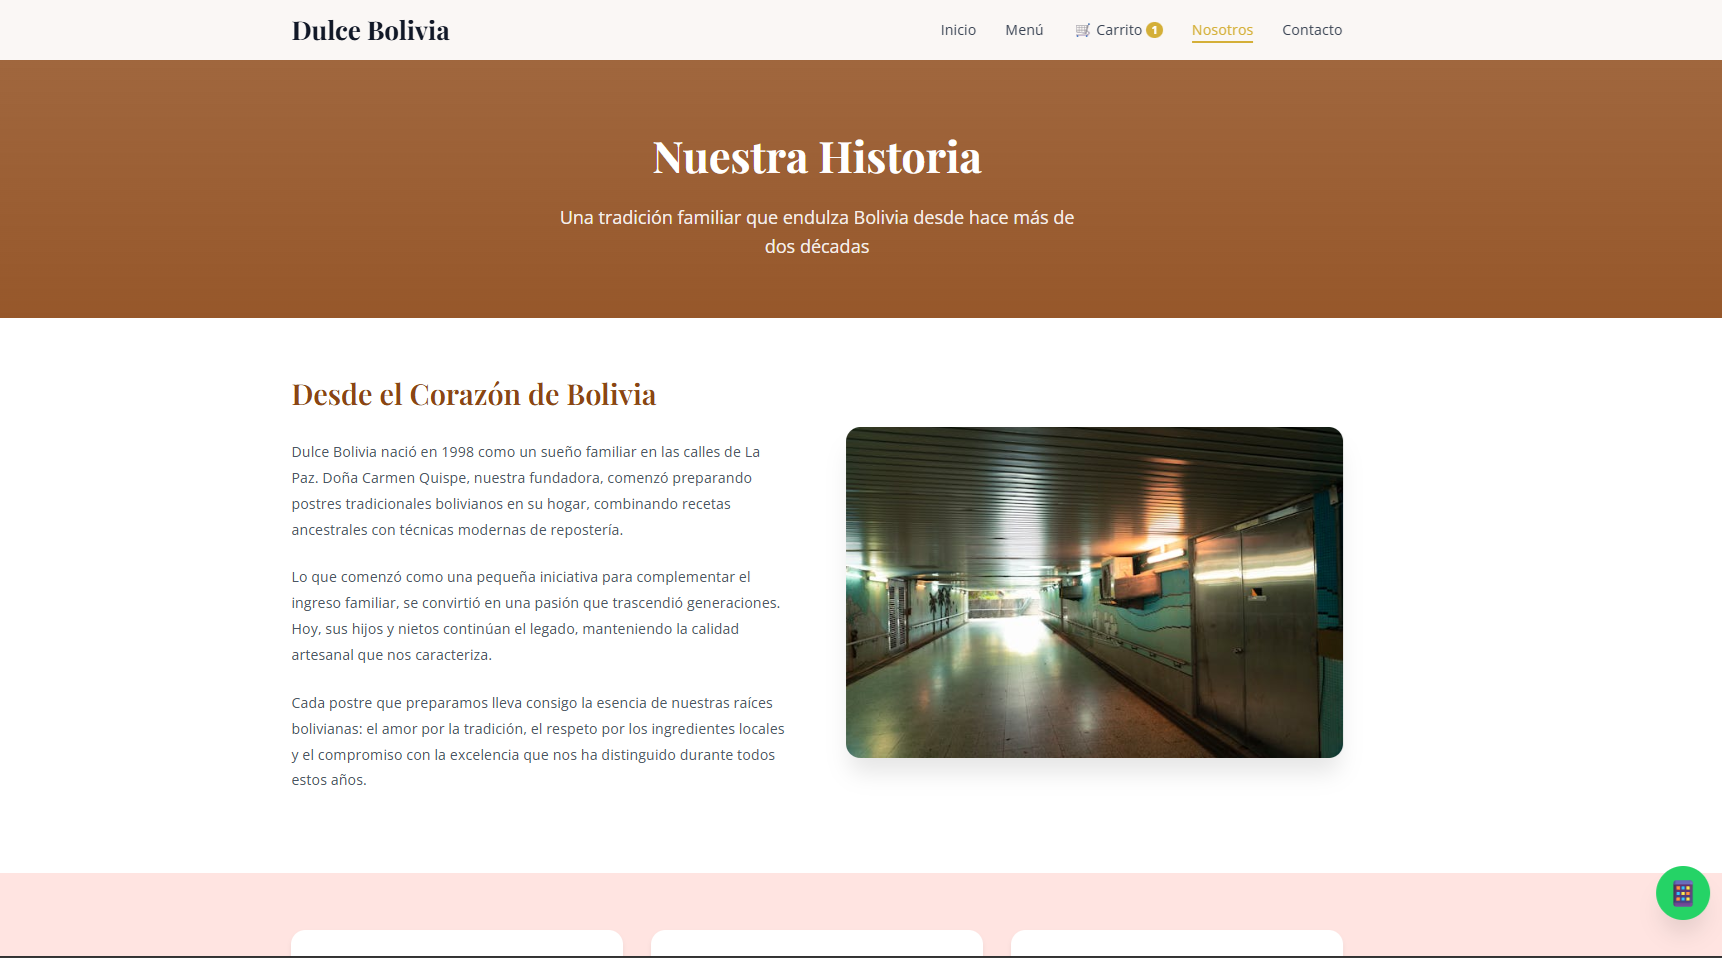 Dulce Bolivia
Inicio
Menú
🛒 Carrito 1
Nosotros
Contacto
Nuestra Historia
Una tradición familiar que endulza Bolivia desde hace más de
dos décadas
Desde el Corazón de Bolivia
Dulce Bolivia nació en 1998 como un sueño familiar en las calles de La
Paz. Doña Carmen Quispe, nuestra fundadora, comenzó preparando
postres tradicionales bolivianos en su hogar, combinando recetas
ancestrales con técnicas modernas de repostería.
Lo que comenzó como una pequeña iniciativa para complementar el
ingreso familiar, se convirtió en una pasión que trascendió generaciones.
Hoy, sus hijos y nietos continúan el legado, manteniendo la calidad
artesanal que nos caracteriza.
Cada postre que preparamos lleva consigo la esencia de nuestras raíces
bolivianas: el amor por la tradición, el respeto por los ingredientes locales
y el compromiso con la excelencia que nos ha distinguido durante todos
estos años.